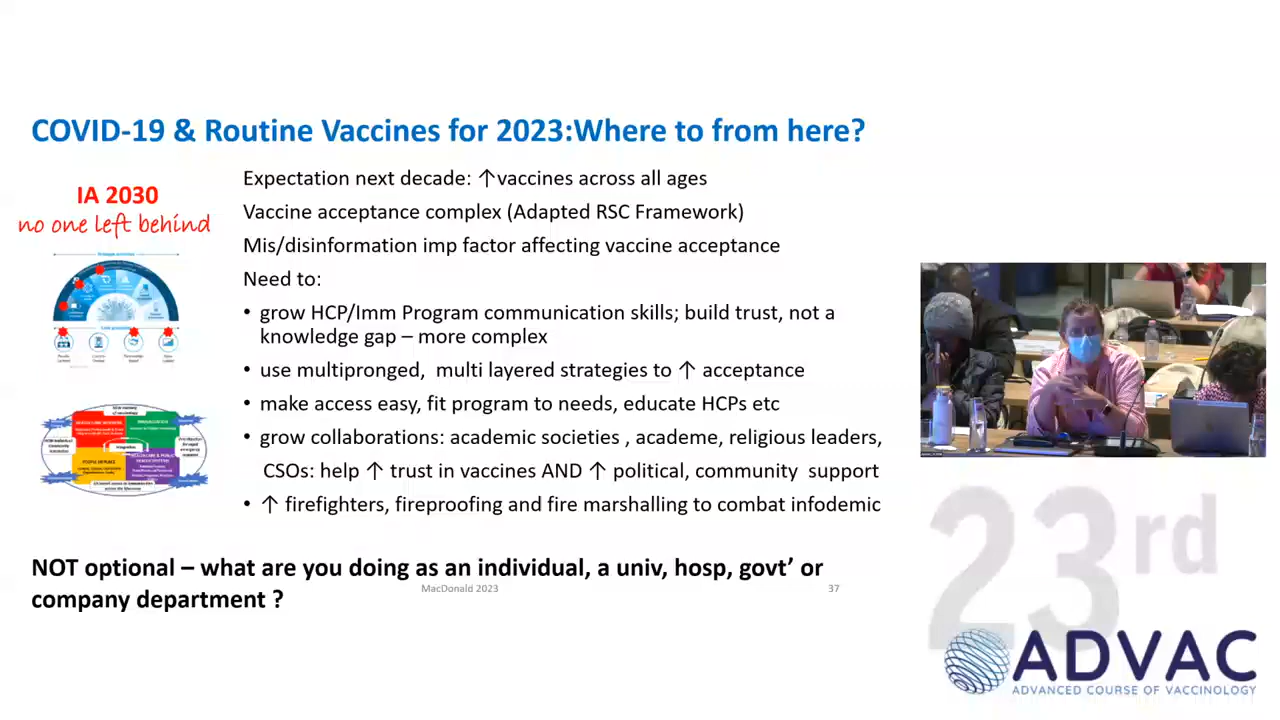 COVID-19 & Routine Vaccines for 2023:Where to from here?
IA 2030
no one left behind
Expectation next decade: ↑vaccines across all ages
Vaccine acceptance complex (Adapted RSC Framework)
Mis/disinformation imp factor affecting vaccine acceptance
Need to:
• grow HCP/Imm Program communication skills; build trust, not a
knowledge gap – more complex
• use multipronged, multi layered strategies to ↑ acceptance
• make access easy, fit program to needs, educate HCPs etc
• grow collaborations: academic societies , academe, religious leaders,
CSOs: help ↑ trust in vaccines AND ↑ political, community support
• ↑ firefighters, fireproofing and fire marshalling to combat infodemic
NOT optional – what are you doing as an individual, a univ, hosp, govt’ or
company department ?
MacDonald 2023
37
23rd
ADVAC
ADVANCED COURSE OF VACCINOLOGY